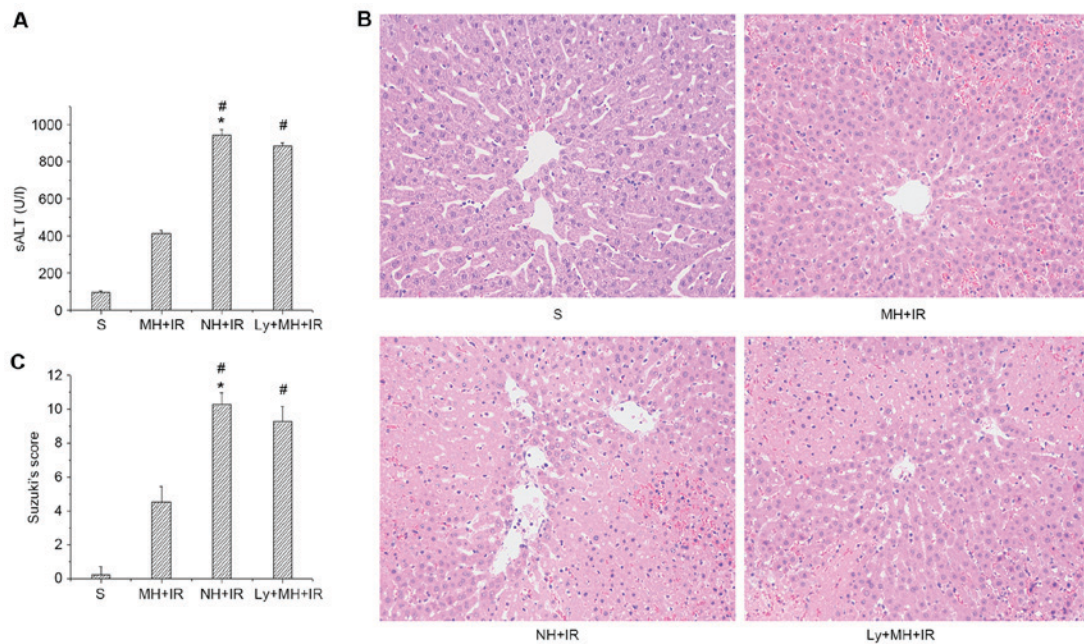 A
sALT (U/l)
1000
800
600
400
200
0
#
*
#
S
MH+IR
NH+IR
Ly+MH+IR
B
S
MH+IR
NH+IR
Ly+MH+IR
C
Suzuki's score
12
10
8
6
4
2
0
#
*
#
S
MH+IR
NH+IR
Ly+MH+IR